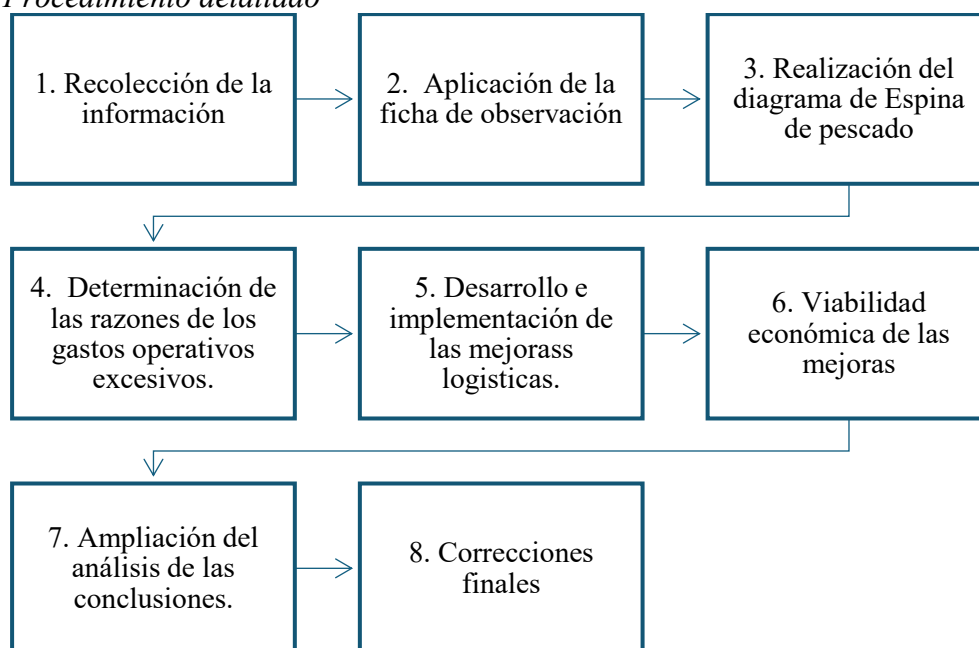 Procedimiento detallado
1. Recolección de la
información
2. Aplicación de la
ficha de observación
3. Realización del
diagrama de Espina
de pescado
4. Determinación de
las razones de los
gastos operativos
excesivos.
5. Desarrollo e
implementación de
las mejorass
logisticas.
6. Viabilidad
económica de las
mejoras
7. Ampliación del
análisis de las
conclusiones.
8. Correcciones
finales